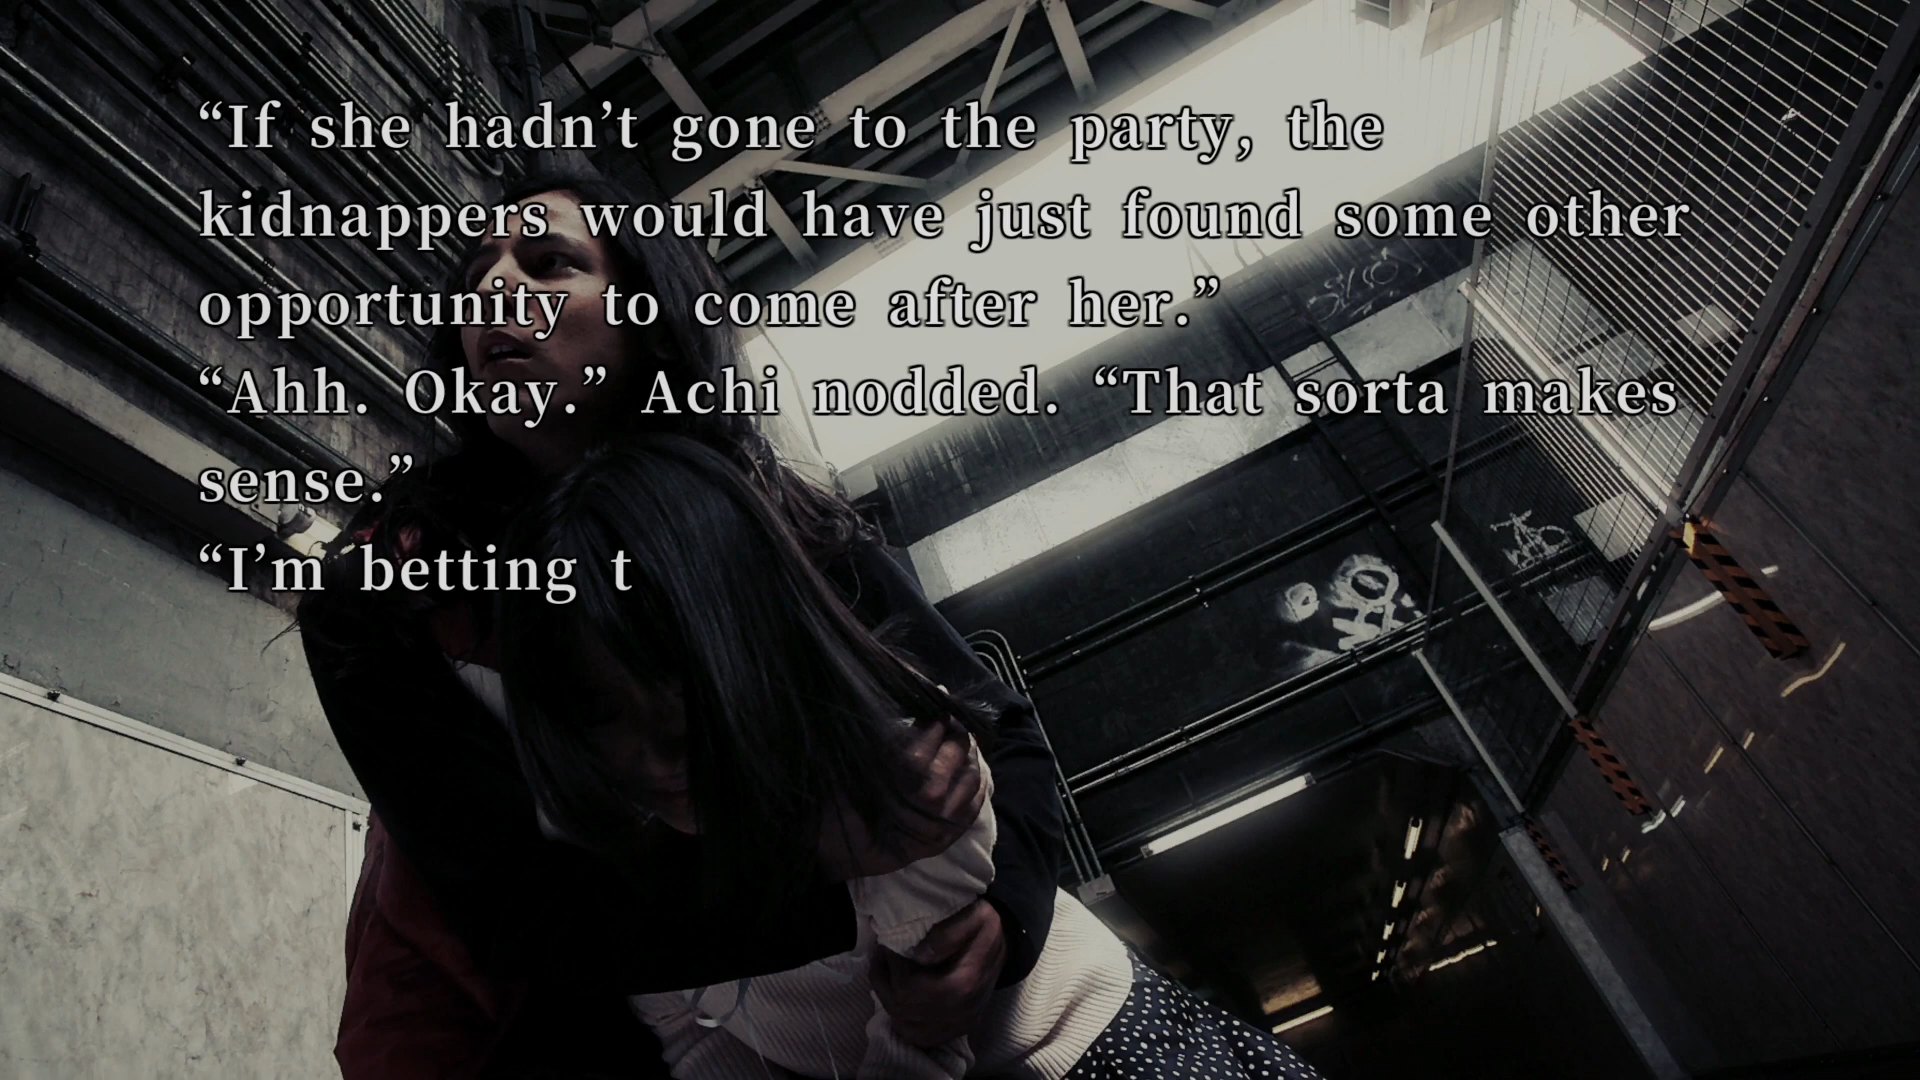 “If she hadn’t gone to the party, the
kidnappers would have just found some other
opportunity to come after her.”
“Ahh. Okay.” Achi nodded. “That sorta makes
sense.”
“I’m betting t